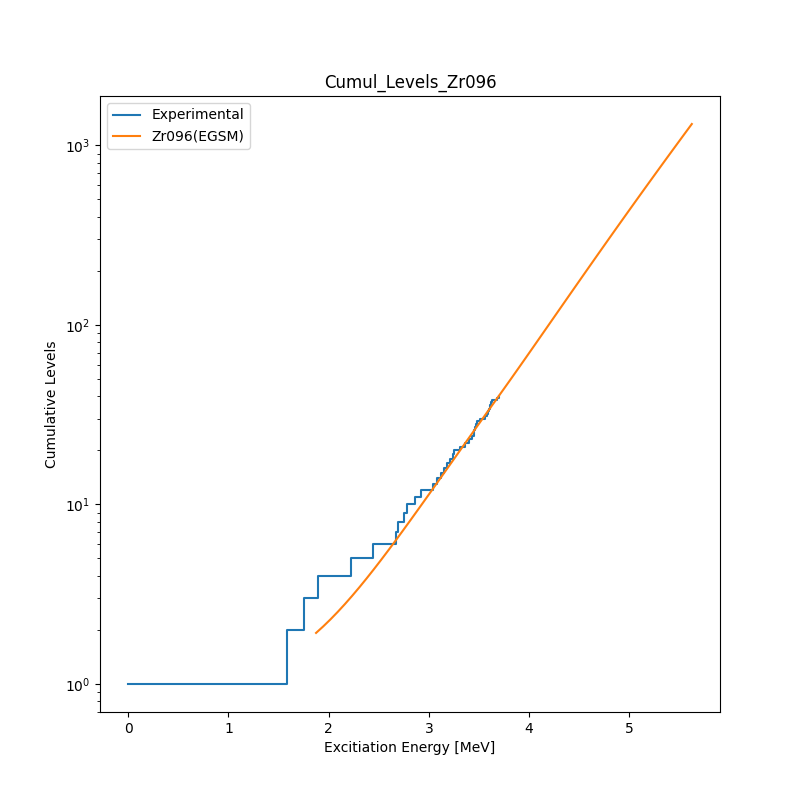 Cumul_Levels_Zr096
Experimental
Zr096(EGSM)
Cumulative Levels
10³
10²
10¹
10⁰
0 1 2 3 4 5
Excitiation Energy [MeV]